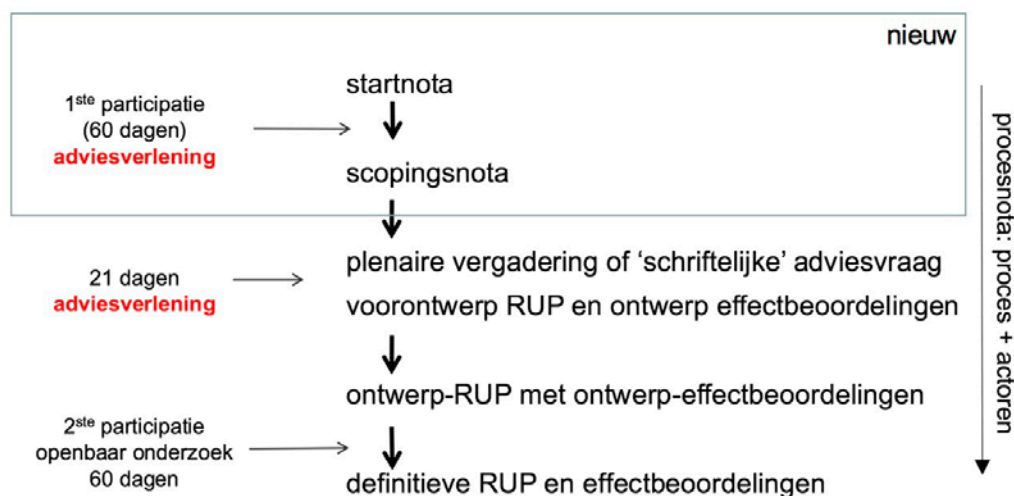 nieuw
startnota
1ste participatie
(60 dagen)
adviesverlening
scopingsnota
plenaire vergadering of ‘schriftelijke’ adviesvraag
21 dagen
adviesverlening
voorontwerp RUP en ontwerp effectbeoordelingen
ontwerp-RUP met ontwerp-effectbeoordelingen
2ste participatie
openbaar onderzoek
60 dagen
definitieve RUP en effectbeoordelingen
procesnota: proces + actoren